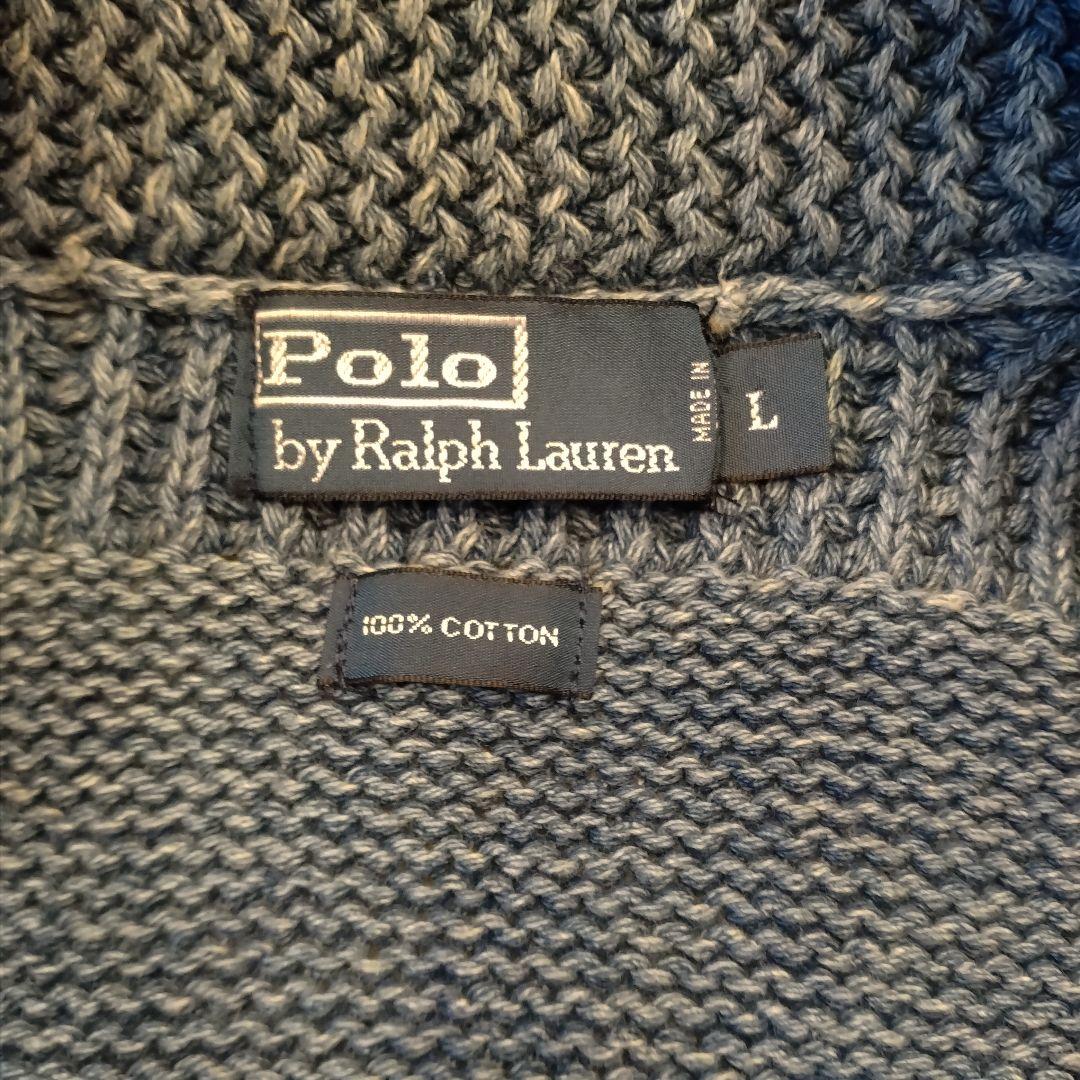 Polo
by Ralph Lauren
MADE IN
L
100% COTTON